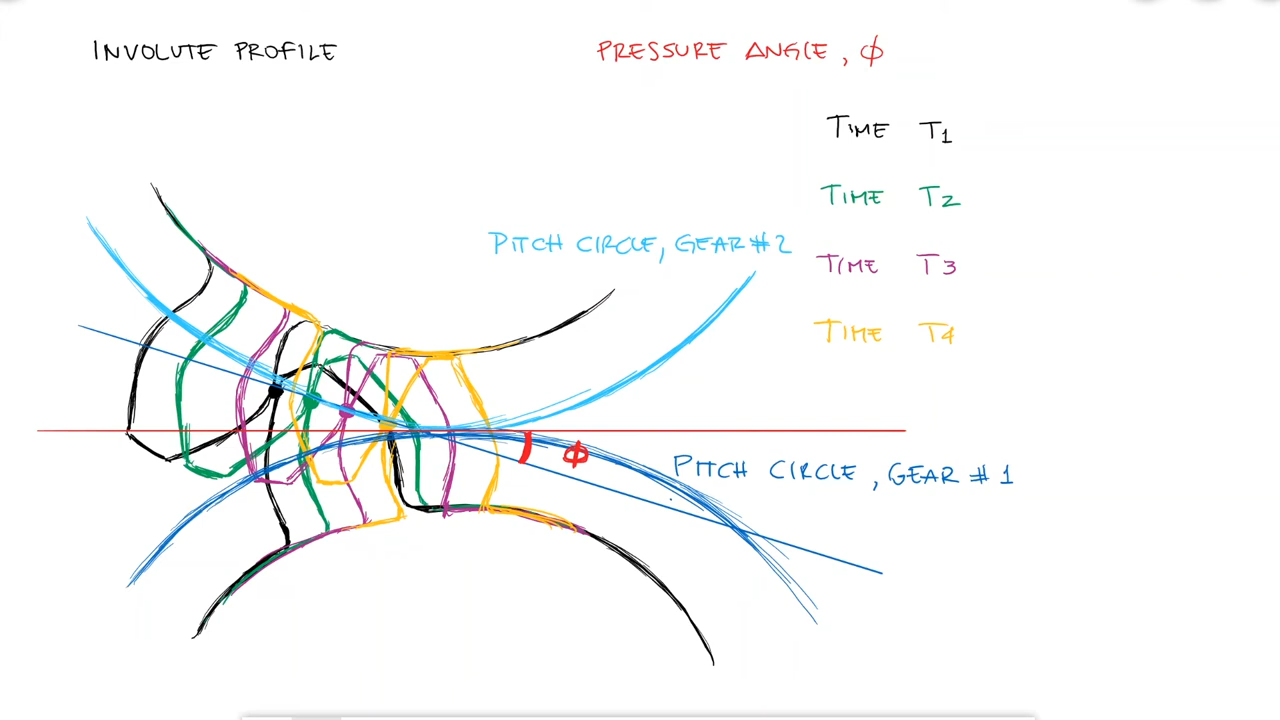 INVOLUTE PROFILE
PRESSURE ANGLE, ϕ
TIME T1
TIME T2
PITCH CIRCLE, GEAR #2
TIME T3
TIME T4
ϕ
PITCH CIRCLE, GEAR #1